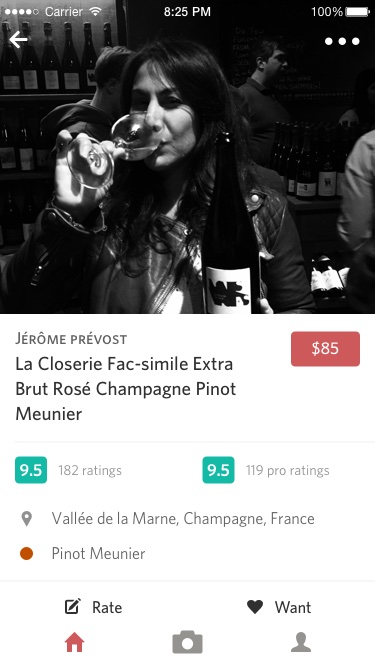 Carrier 8:25 PM 100%
JÉRÔME PRÉVOST
La Closerie Fac-simile Extra
Brut Rosé Champagne Pinot
Meunier
$85
9.5 182 ratings 9.5 119 pro ratings
Vallée de la Marne, Champagne, France
Pinot Meunier
Rate Want